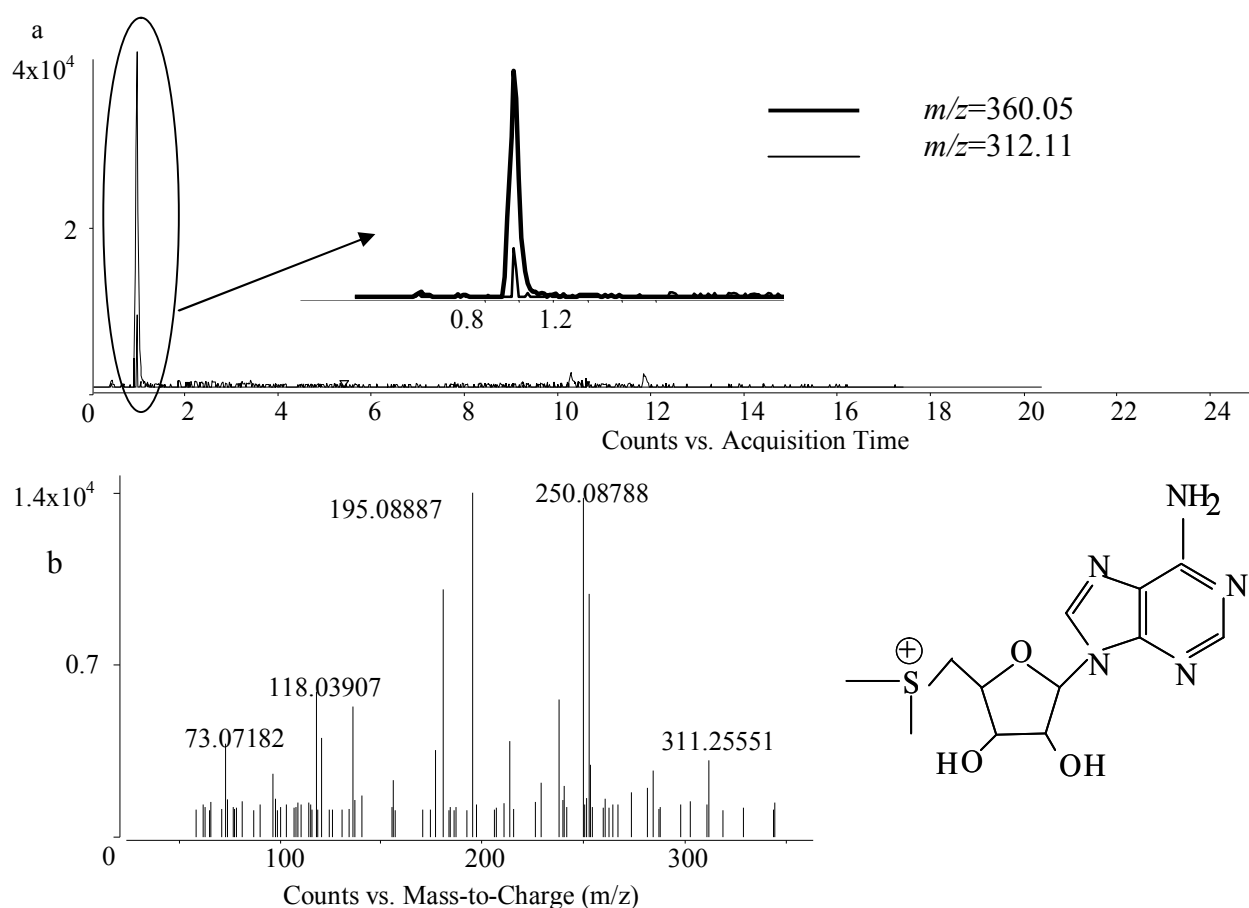 a
4x10⁴
2
m/z=360.05
m/z=312.11
0.8 1.2
0 2 4 6 8 10 12 14 16 18 20 22 24
Counts vs. Acquisition Time
b
1.4x10⁴
0.7
195.08887
250.08788
118.03907
73.07182
311.25551
0 100 200 300
Counts vs. Mass-to-Charge (m/z)
NH₂
N
N
O
N
N
⊕
S
HO
OH